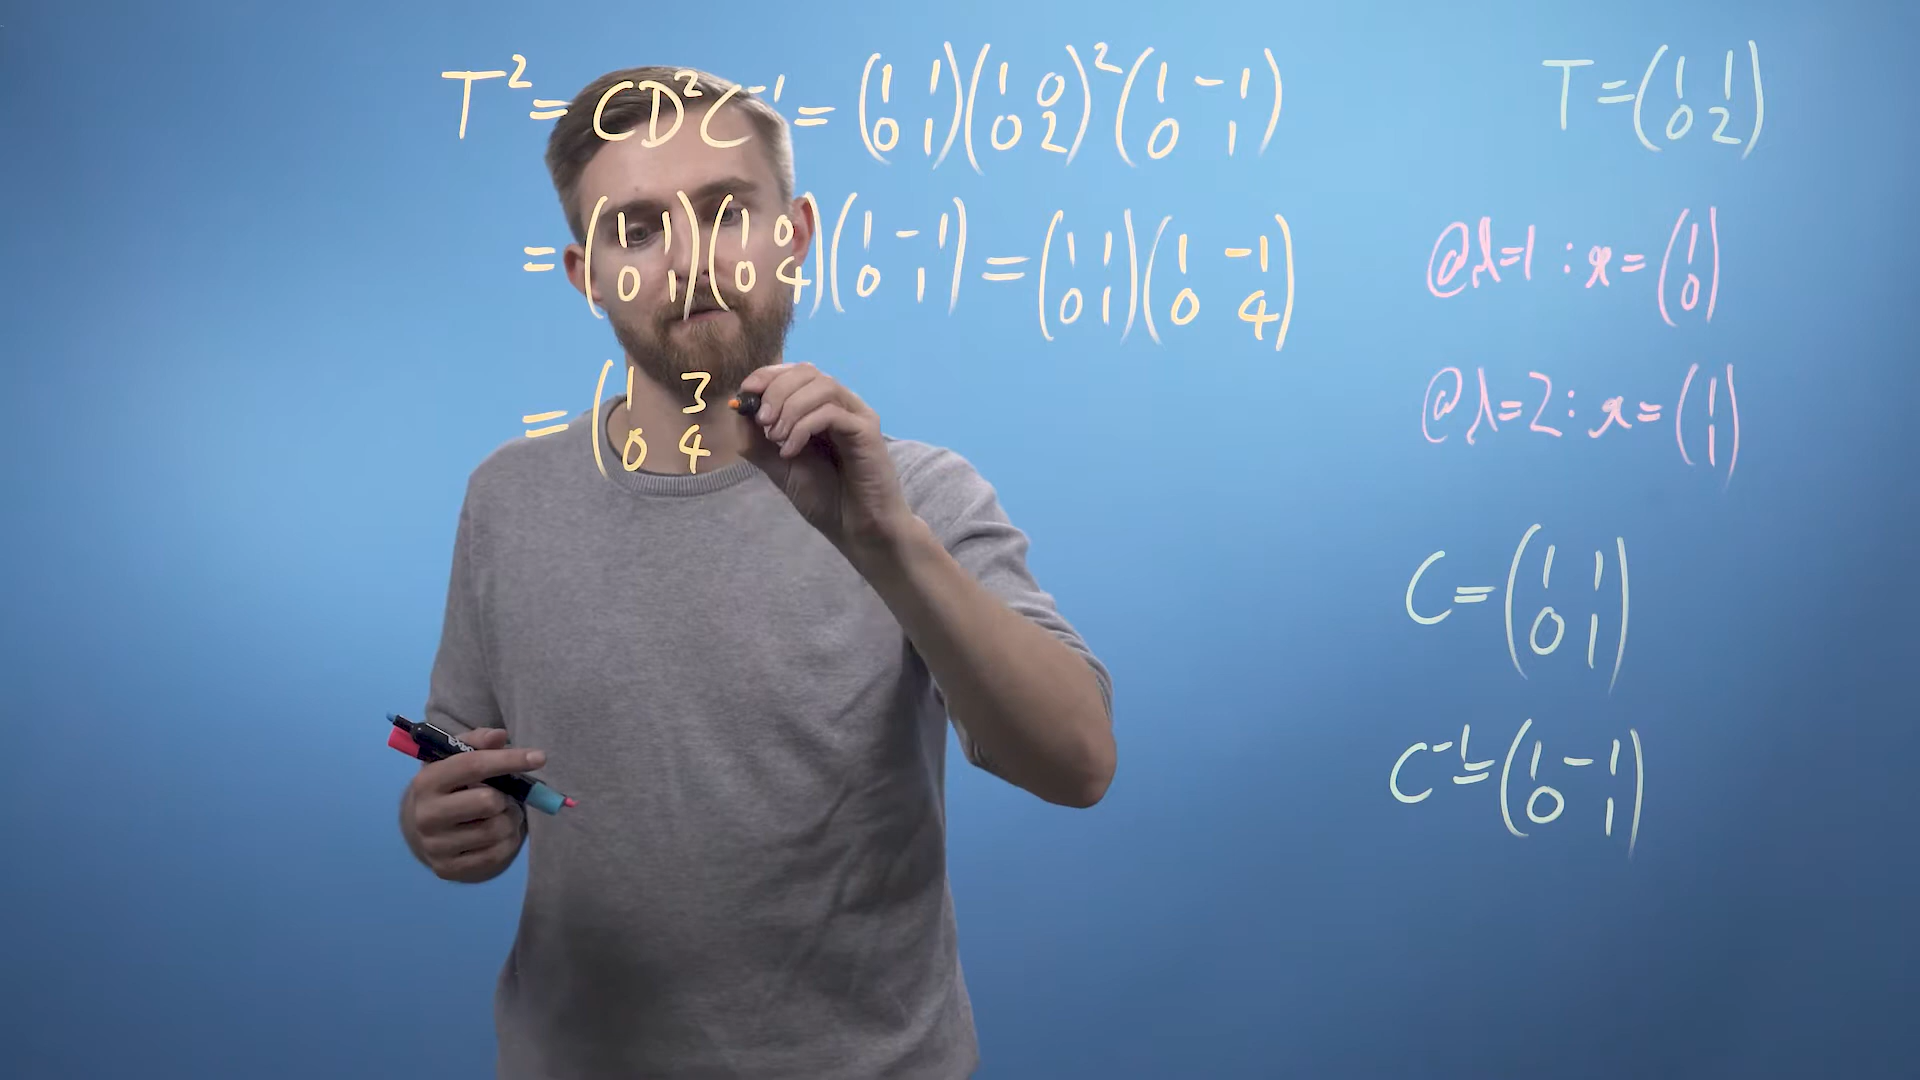 T² = CD²C⁻¹ = (1 1; 0 1)(1 0; 0 2)²(1 -1; 0 1)
= (1 1; 0 1)(1 0; 0 4)(1 -1; 0 1) = (1 1; 0 1)(1 -1; 0 4)
= (1 3; 0 4
T = (1 1; 0 2)
@λ=1 : x = (1; 0)
@λ=2 : x = (1; 1)
C = (1 1; 0 1)
C⁻¹ = (1 -1; 0 1)